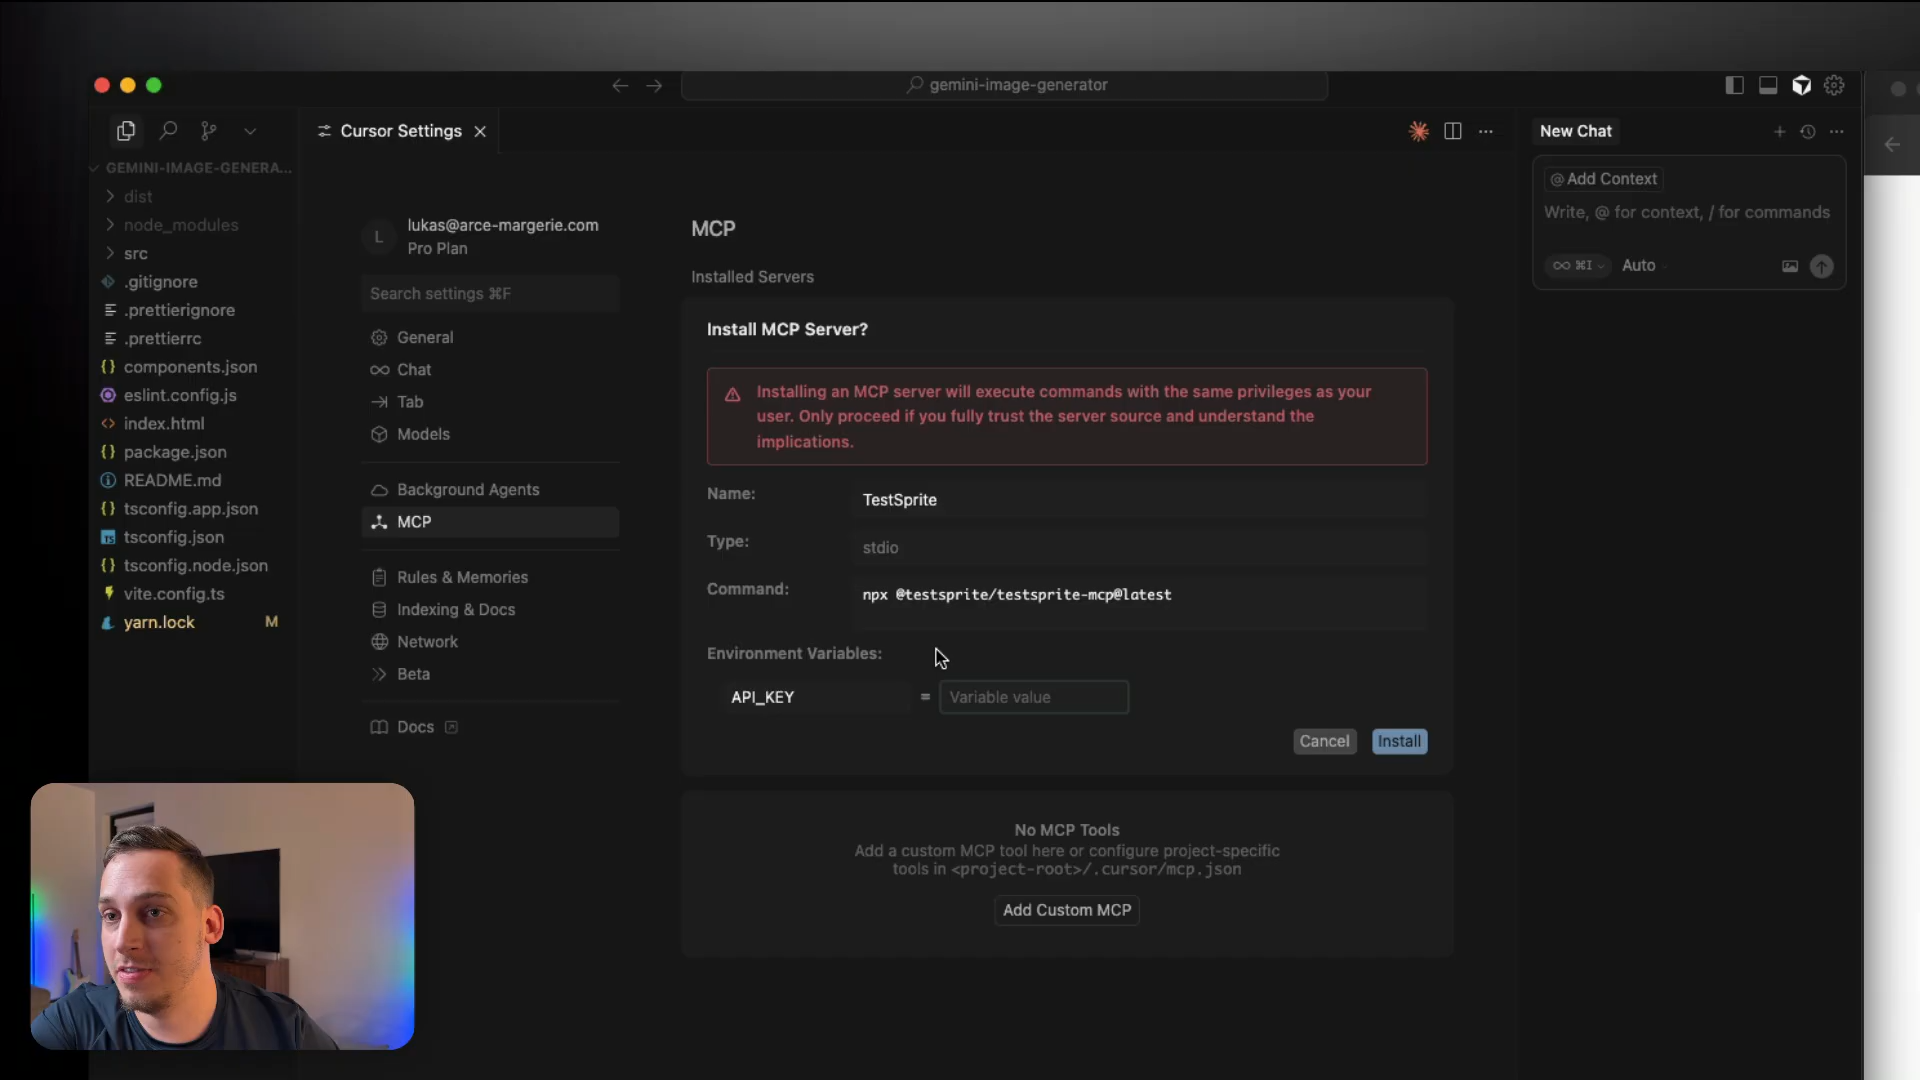 gemini-image-generator
Cursor Settings
GEMINI-IMAGE-GENERA...
dist
node_modules
src
.gitignore
.prettierignore
.prettierrc
components.json
eslint.config.js
index.html
package.json
README.md
tsconfig.app.json
tsconfig.json
tsconfig.node.json
vite.config.ts
yarn.lock M
L
lukas@arce-margerie.com
Pro Plan
Search settings ⌘F
General
Chat
Tab
Models
Background Agents
MCP
Rules & Memories
Indexing & Docs
Network
Beta
Docs
MCP
Installed Servers
Install MCP Server?
Installing an MCP server will execute commands with the same privileges as your
user. Only proceed if you fully trust the server source and understand the
implications.
Name: TestSprite
Type: stdio
Command: npx @testsprite/testsprite-mcp@latest
Environment Variables:
API_KEY = Variable value
Cancel Install
No MCP Tools
Add a custom MCP tool here or configure project-specific
tools in <project-root>/.cursor/mcp.json
Add Custom MCP
New Chat
@ Add Context
Write, @ for context, / for commands
∞ ⌘I Auto